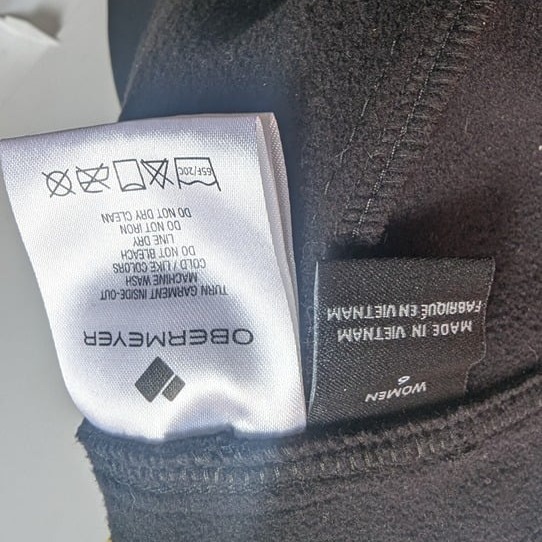 WOMEN
6
MADE IN VIETNAM
FABRIQUÉ EN VIETNAM
OBERMEYER
TURN GARMENT INSIDE-OUT
MACHINE WASH
COLD / LIKE COLORS
DO NOT BLEACH
LINE DRY
DO NOT IRON
DO NOT DRY CLEAN
65F/20C